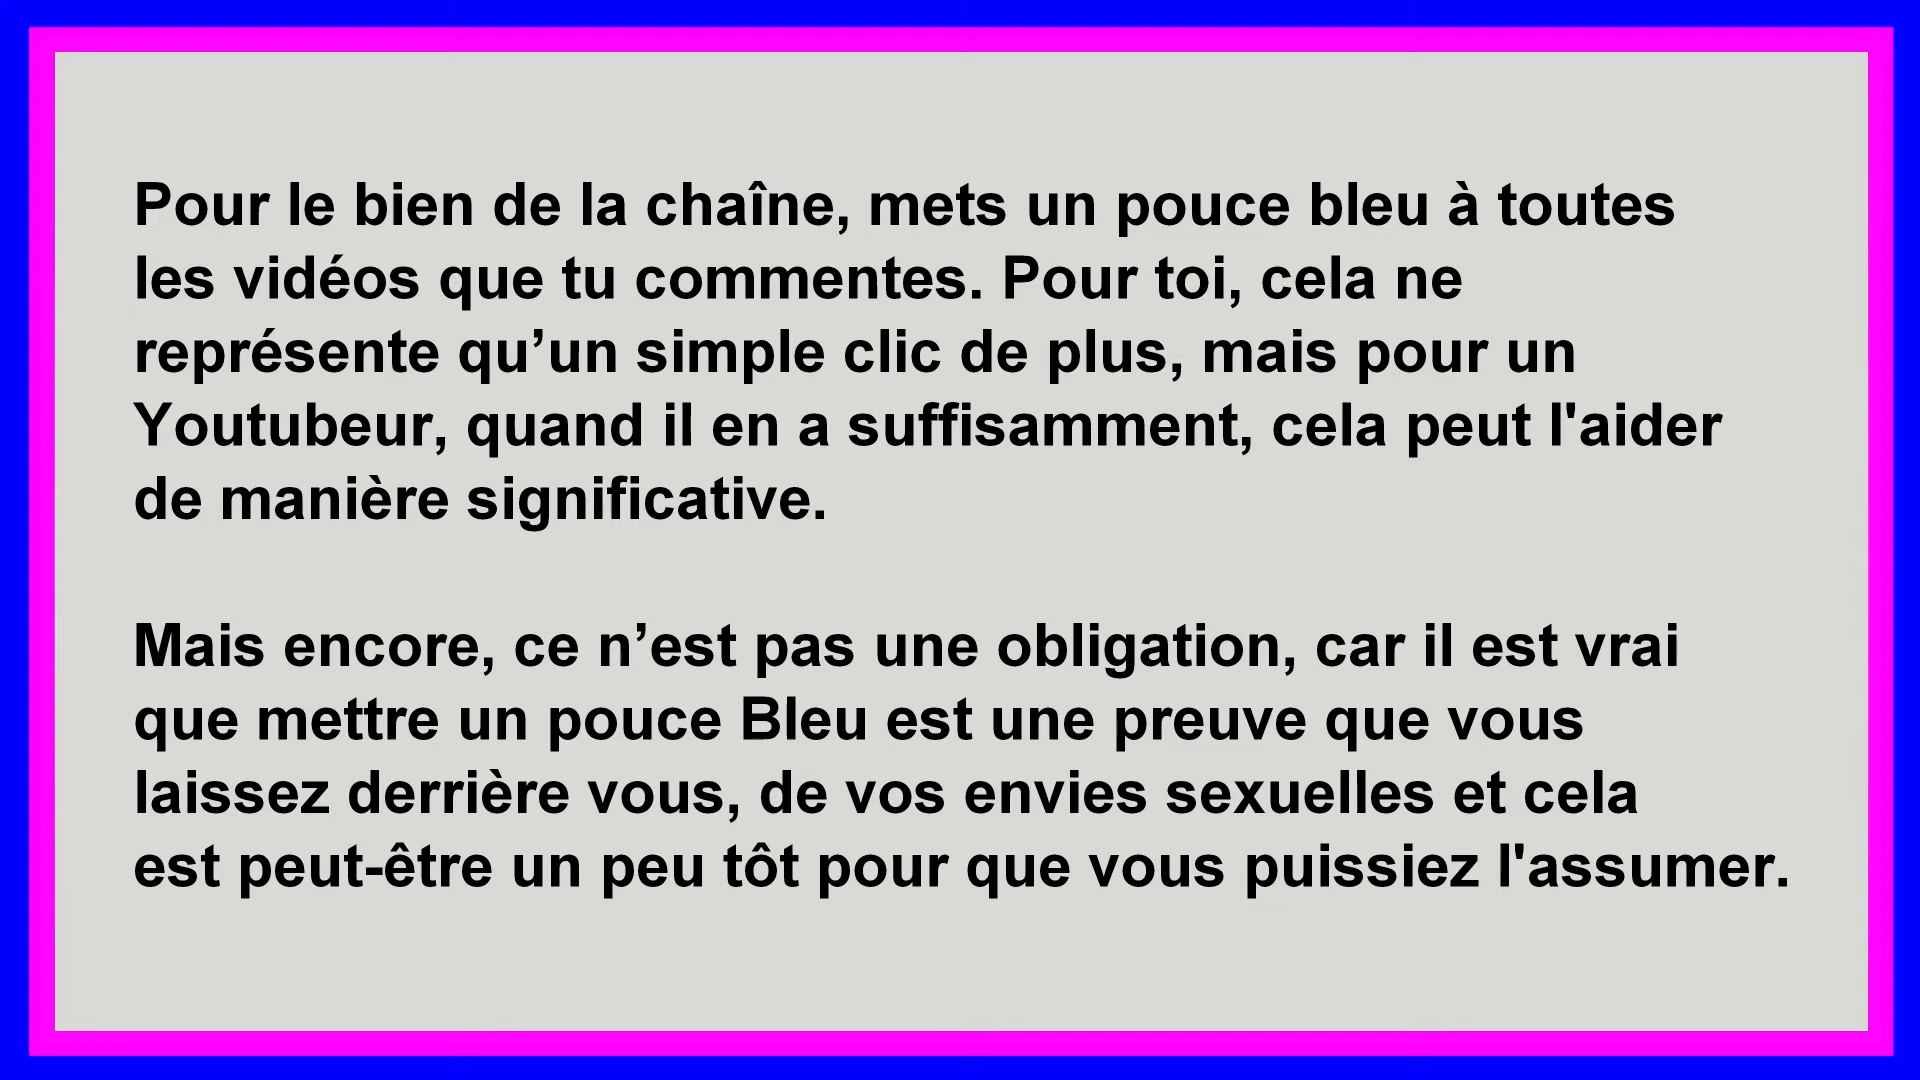 Pour le bien de la chaîne, mets un pouce bleu à toutes
les vidéos que tu commentes. Pour toi, cela ne
représente qu’un simple clic de plus, mais pour un
Youtubeur, quand il en a suffisamment, cela peut l'aider
de manière significative.
Mais encore, ce n’est pas une obligation, car il est vrai
que mettre un pouce Bleu est une preuve que vous
laissez derrière vous, de vos envies sexuelles et cela
est peut-être un peu tôt pour que vous puissiez l'assumer.